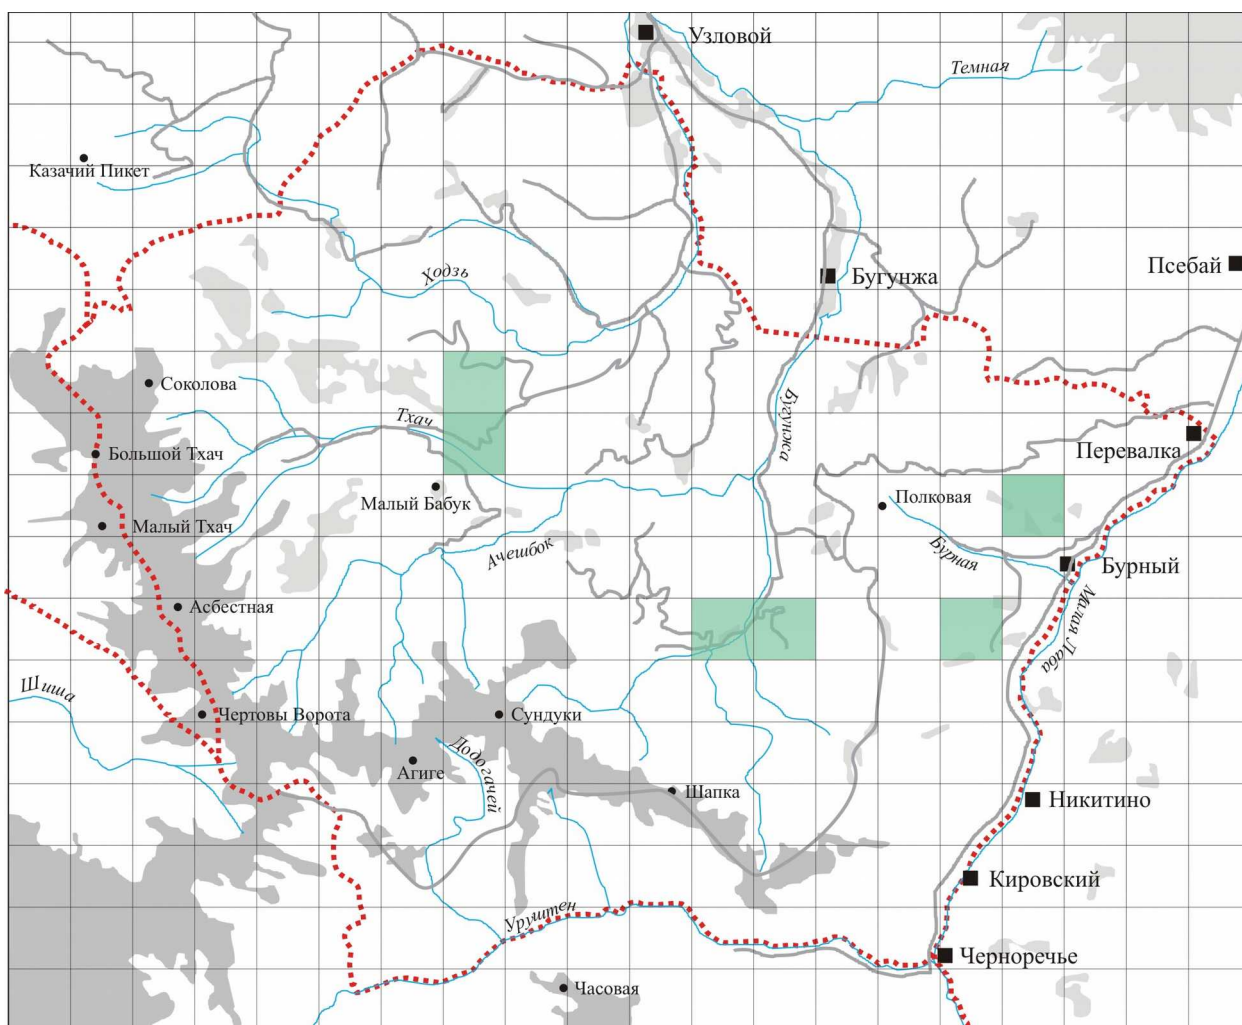 Узловой
Темная
Казачий Пикет
Ходзь
Бугунжа
Псебай
Соколова
Тхач
Бугунжа
Перевалка
Большой Тхач
Малый Бабук
Полковая
Малый Тхач
Ачешбок
Бурная
Бурный
Асбестная
Малая Лаба
Шиша
Чертовы Ворота
Сундуки
Додогачей
Агиге
Шапка
Никитино
Кировский
Уруштен
Черноречье
Часовая